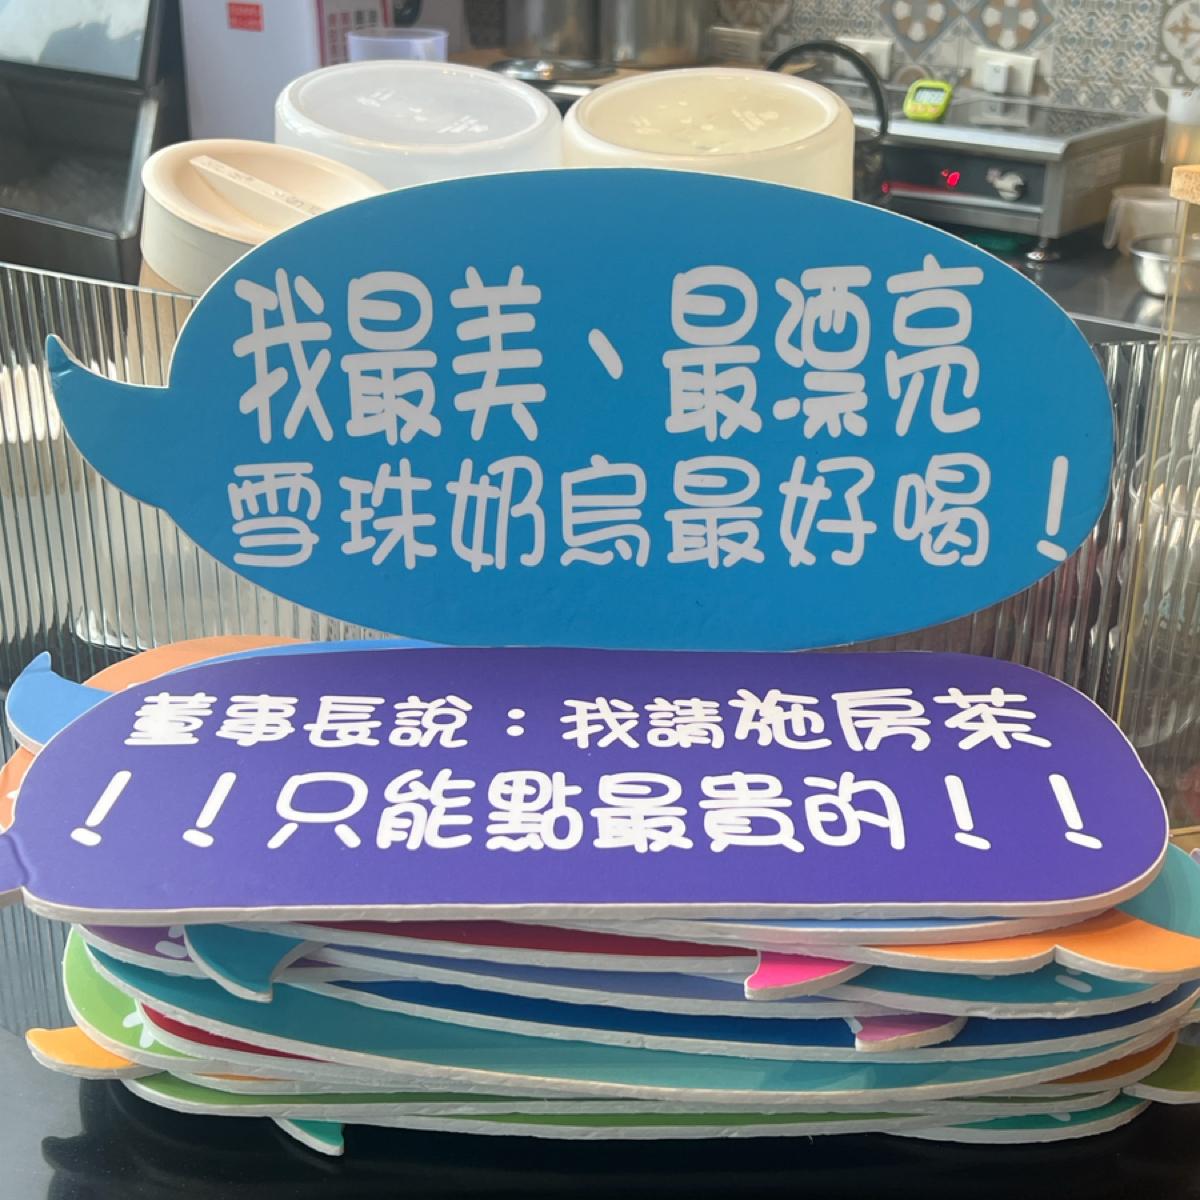 我最美、最漂亮
雪珠奶烏最好喝！
董事長說：我請施房茶
！！只能點最貴的！！